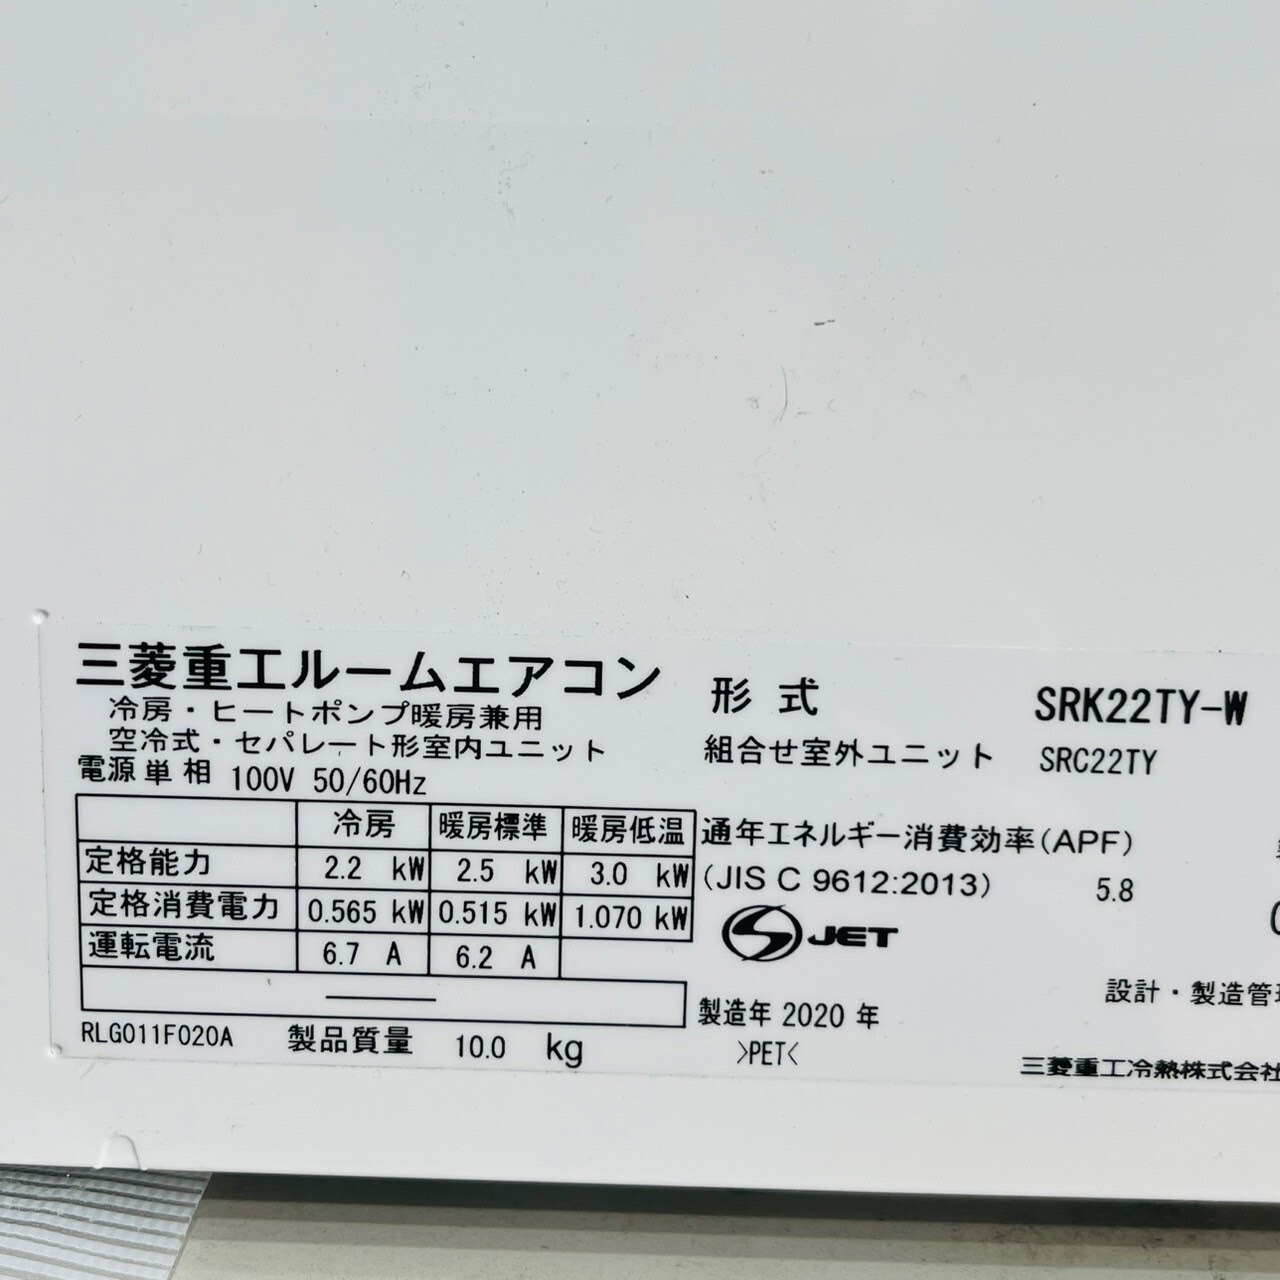 三菱重工ルームエアコン
冷房・ヒートポンプ暖房兼用
空冷式・セパレート形室内ユニット
電源 単相 100V 50/60Hz
冷房 暖房標準 暖房低温
定格能力 2.2 kW 2.5 kW 3.0 kW
定格消費電力 0.565 kW 0.515 kW 1.070 kW
運転電流 6.7 A 6.2 A
RLG011F020A 製品質量 10.0 kg
形式 SRK22TY-W
組合せ室外ユニット SRC22TY
通年エネルギー消費効率(APF)
(JIS C 9612:2013) 5.8
JET
設計・製造管
製造年 2020 年
>PET<
三菱重工冷熱株式会社